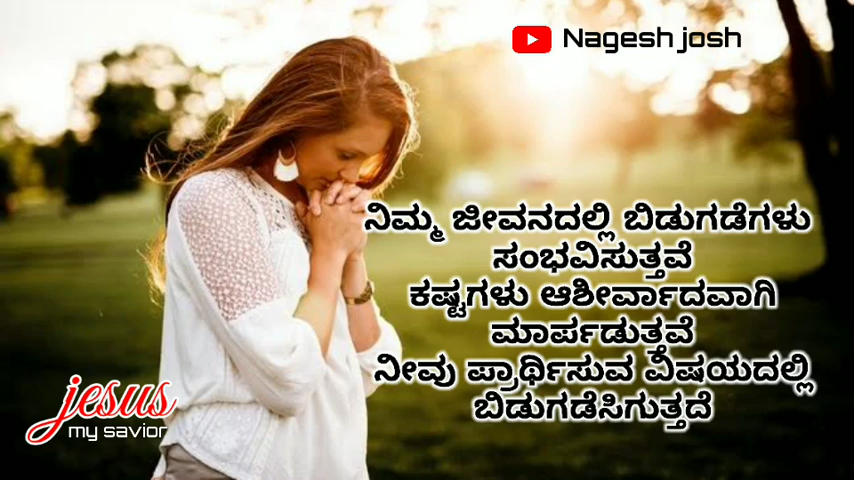 Nagesh josh
ನಿಮ್ಮ ಜೀವನದಲ್ಲಿ ಬಿಡುಗಡೆಗಳು
ಸಂಭವಿಸುತ್ತವೆ
ಕಷ್ಟಗಳು ಆಶೀರ್ವಾದವಾಗಿ
ಮಾರ್ಪಡುತ್ತವೆ
ನೀವು ಪ್ರಾರ್ಥಿಸುವ ವಿಷಯದಲ್ಲಿ
ಬಿಡುಗಡೆಸಿಗುತ್ತದೆ
jesus
my savior